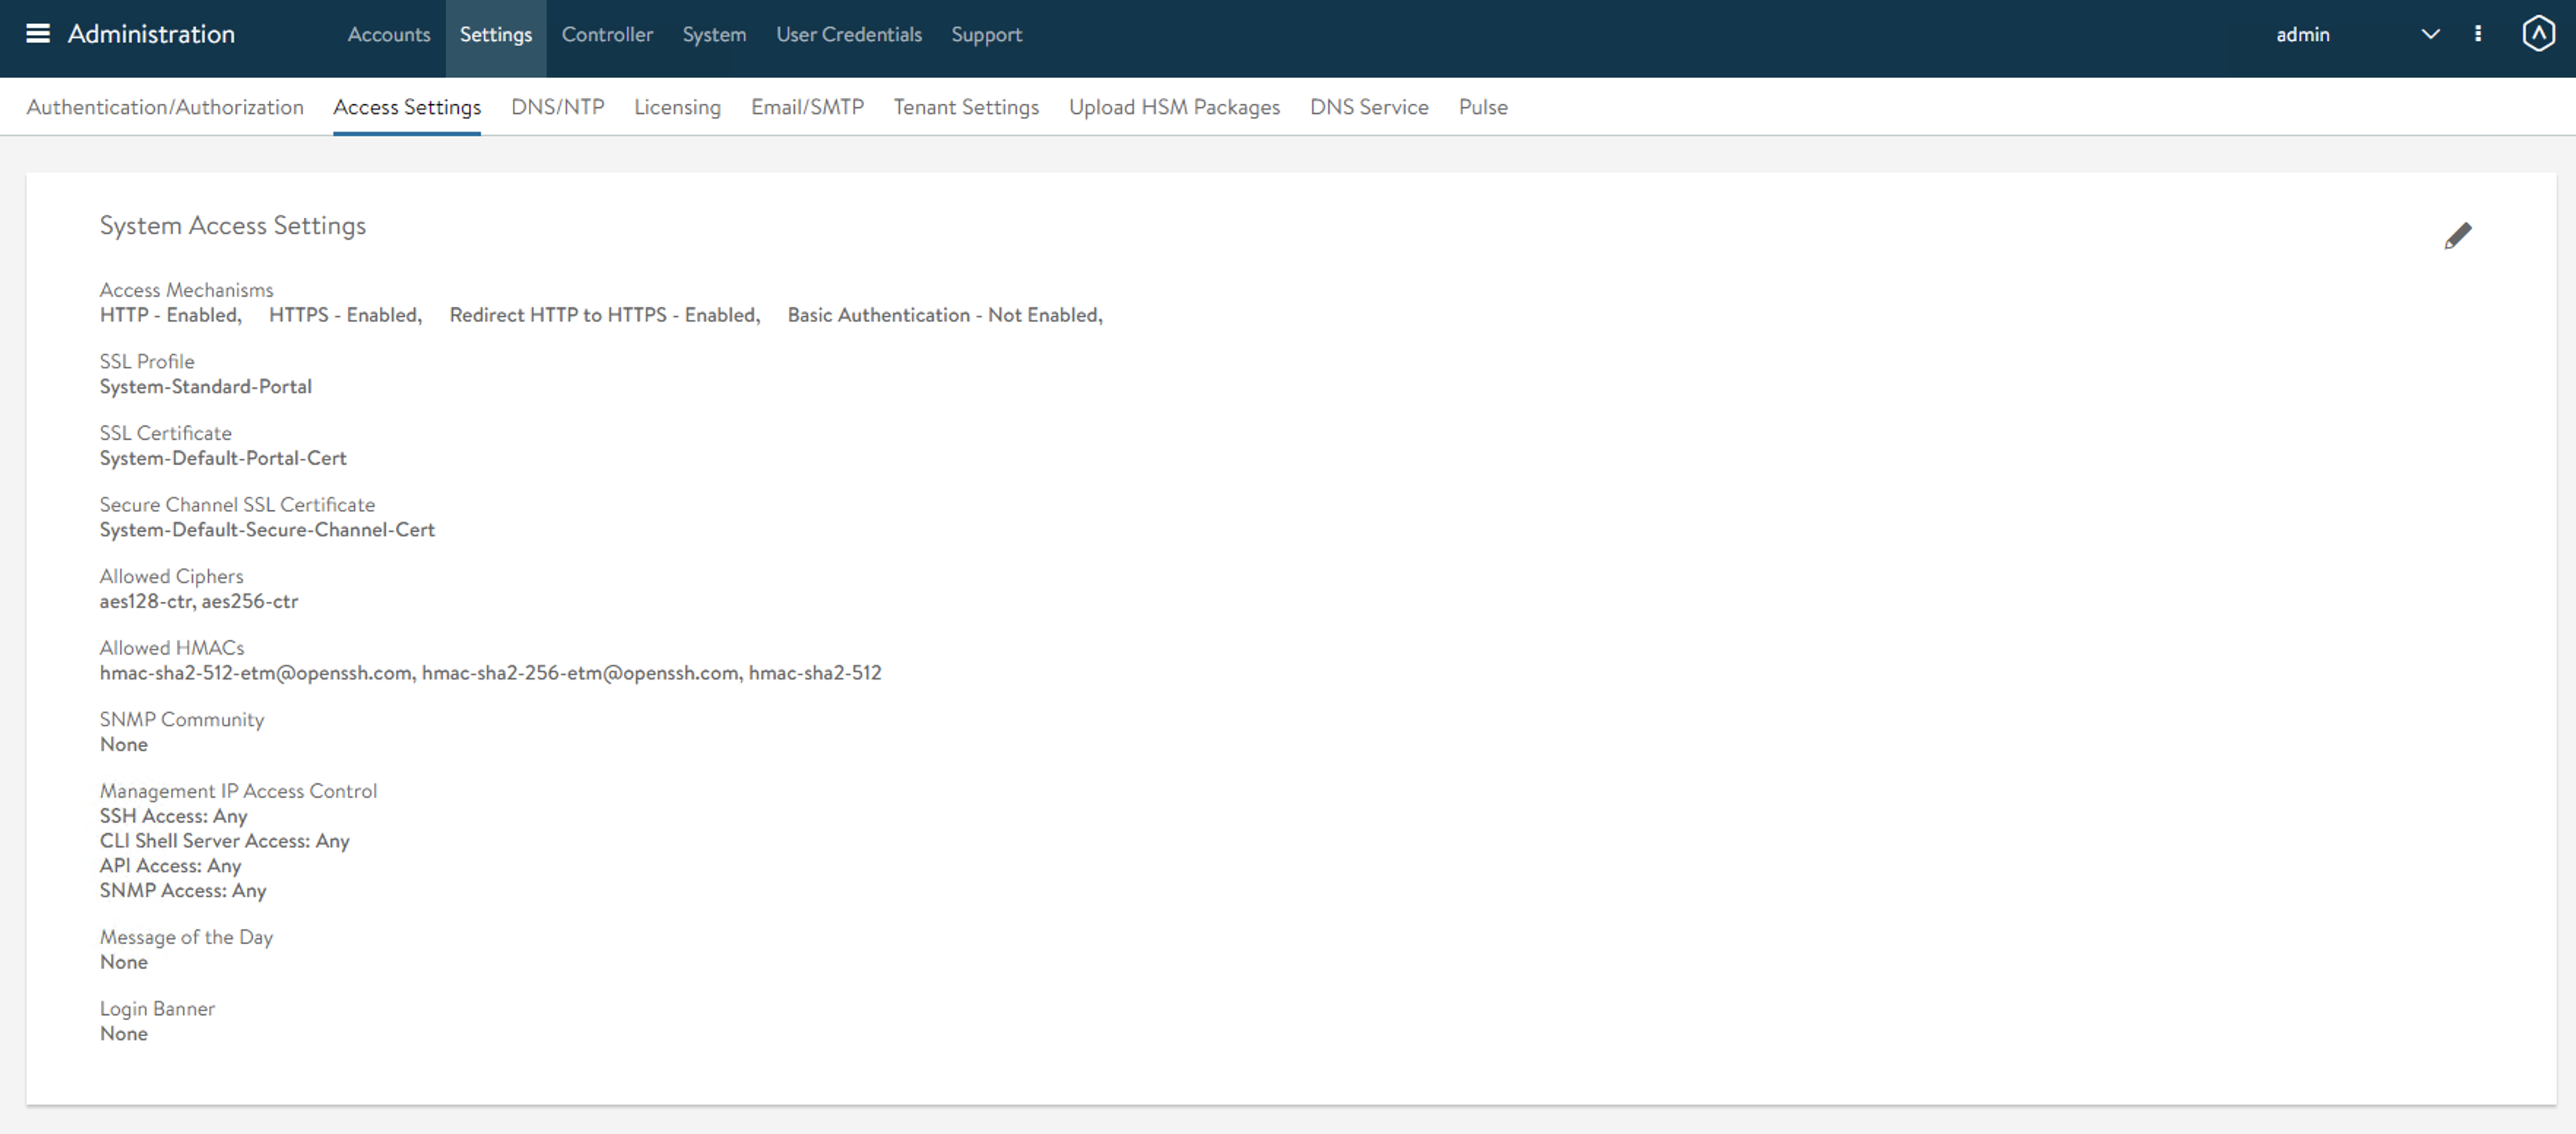 Administration Accounts Settings Controller System User Credentials Support admin
Authentication/Authorization Access Settings DNS/NTP Licensing Email/SMTP Tenant Settings Upload HSM Packages DNS Service Pulse
System Access Settings
Access Mechanisms
HTTP - Enabled, HTTPS - Enabled, Redirect HTTP to HTTPS - Enabled, Basic Authentication - Not Enabled,
SSL Profile
System-Standard-Portal
SSL Certificate
System-Default-Portal-Cert
Secure Channel SSL Certificate
System-Default-Secure-Channel-Cert
Allowed Ciphers
aes128-ctr, aes256-ctr
Allowed HMACs
hmac-sha2-512-etm@openssh.com, hmac-sha2-256-etm@openssh.com, hmac-sha2-512
SNMP Community
None
Management IP Access Control
SSH Access: Any
CLI Shell Server Access: Any
API Access: Any
SNMP Access: Any
Message of the Day
None
Login Banner
None